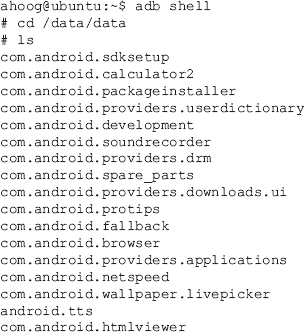 ahoog@ubuntu:~$ adb shell
# cd /data/data
# ls
com.android.sdksetup
com.android.calculator2
com.android.packageinstaller
com.android.providers.userdictionary
com.android.development
com.android.soundrecorder
com.android.providers.drm
com.android.spare_parts
com.android.providers.downloads.ui
com.android.protips
com.android.fallback
com.android.browser
com.android.providers.applications
com.android.netspeed
com.android.wallpaper.livepicker
android.tts
com.android.htmlviewer